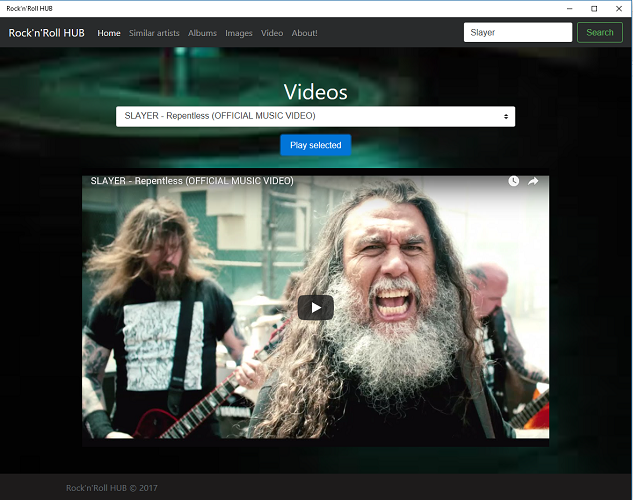 Rock'n'Roll HUB
Rock'n'Roll HUB Home Similar artists Albums Images Video About! Slayer Search
Videos
SLAYER - Repentless (OFFICIAL MUSIC VIDEO)
Play selected
SLAYER - Repentless (OFFICIAL MUSIC VIDEO)
Rock'n'Roll HUB © 2017